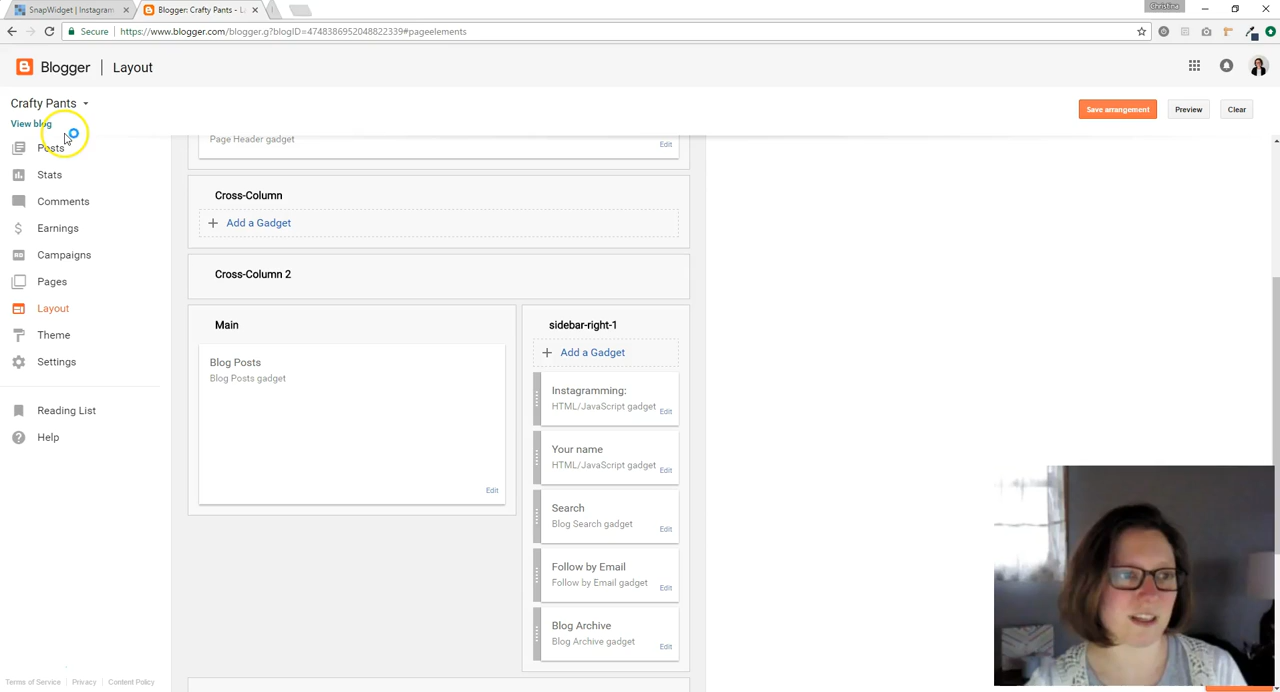 SnapWidget | Instagram
Blogger: Crafty Pants - La
Christine
Secure
https://www.blogger.com/blogger.g?blogID=4748386952048822339#pageelements
Blogger
Layout
Crafty Pants
View blog
Save arrangement
Preview
Clear
Posts
Stats
Comments
Earnings
Campaigns
Pages
Layout
Theme
Settings
Reading List
Help
Page Header gadget
Edit
Cross-Column
+ Add a Gadget
Cross-Column 2
Main
Blog Posts
Blog Posts gadget
Edit
sidebar-right-1
+ Add a Gadget
Instagramming:
HTML/JavaScript gadget
Edit
Your name
HTML/JavaScript gadget
Edit
Search
Blog Search gadget
Edit
Follow by Email
Follow by Email gadget
Edit
Blog Archive
Blog Archive gadget
Edit
Terms of Service | Privacy | Content Policy